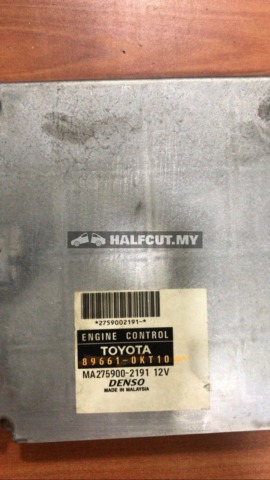 HALFCUT.MY
*2759002191-*
ENGINE CONTROL
TOYOTA
89661-0KT10
MA275900-2191 12V
DENSO
MADE IN MALAYSIA